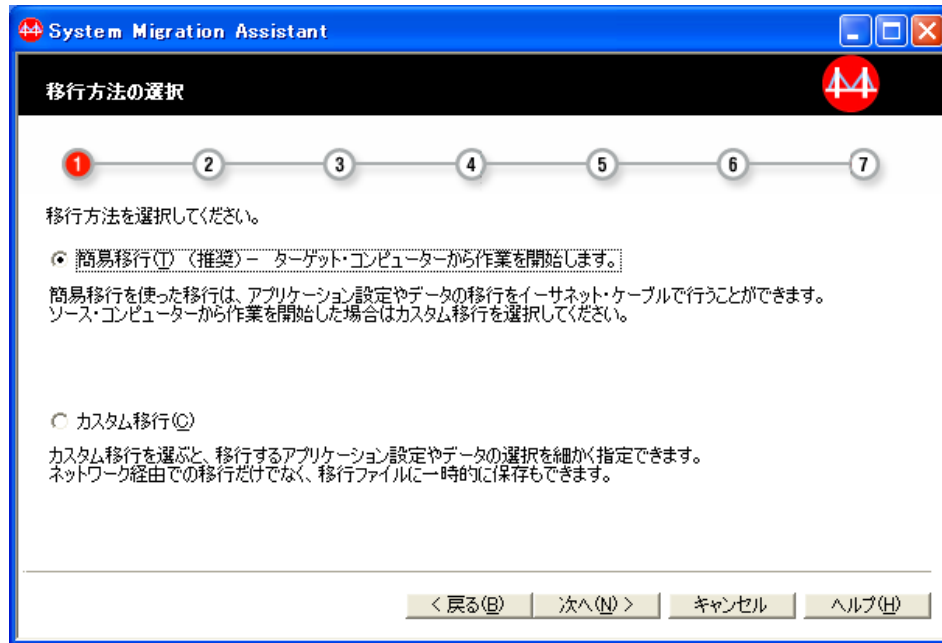 System Migration Assistant
移行方法の選択
1 2 3 4 5 6 7
移行方法を選択してください。
簡易移行(T) (推奨)- ターゲット・コンピューターから作業を開始します。
簡易移行を使った移行は、アプリケーション設定やデータの移行をイーサネット・ケーブルで行うことができます。
ソース・コンピューターから作業を開始した場合はカスタム移行を選択してください。
カスタム移行(C)
カスタム移行を選ぶと、移行するアプリケーション設定やデータの選択を細かく指定できます。
ネットワーク経由での移行だけでなく、移行ファイルに一時的に保存もできます。
< 戻る(B) 次へ(N) > キャンセル ヘルプ(H)